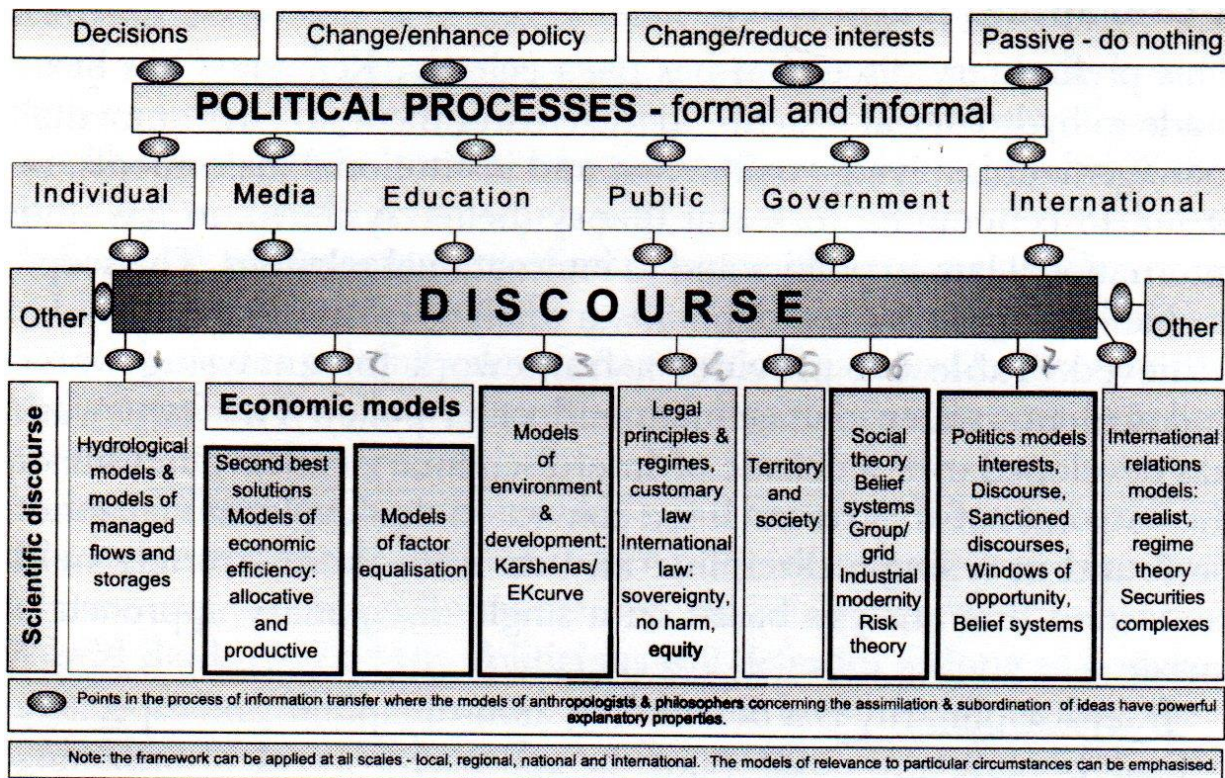 Decisions
Change/enhance policy
Change/reduce interests
Passive - do nothing
POLITICAL PROCESSES - formal and informal
Individual
Media
Education
Public
Government
International
Other
DISCOURSE
Other
1
2
3
4
5
6
7
Scientific discourse
Hydrological
models &
models of
managed
flows and
storages
Economic models
Second best
solutions
Models of
economic
efficiency:
allocative
and
productive
Models
of factor
equalisation
Models
of
environment
&
development:
Karshenas/
EKcurve
Legal
principles &
regimes,
customary
law
International
law:
sovereignty,
no harm,
equity
Territory
and
society
Social
theory
Belief
systems
Group/
grid
Industrial
modernity
Risk
theory
Politics models
interests,
Discourse,
Sanctioned
discourses,
Windows of
opportunity,
Belief systems
International
relations
models:
realist,
regime
theory
Securities
complexes
Points in the process of information transfer where the models of anthropologists & philosophers concerning the assimilation & subordination of ideas have powerful
explanatory properties.
Note: the framework can be applied at all scales - local, regional, national and international. The models of relevance to particular circumstances can be emphasised.